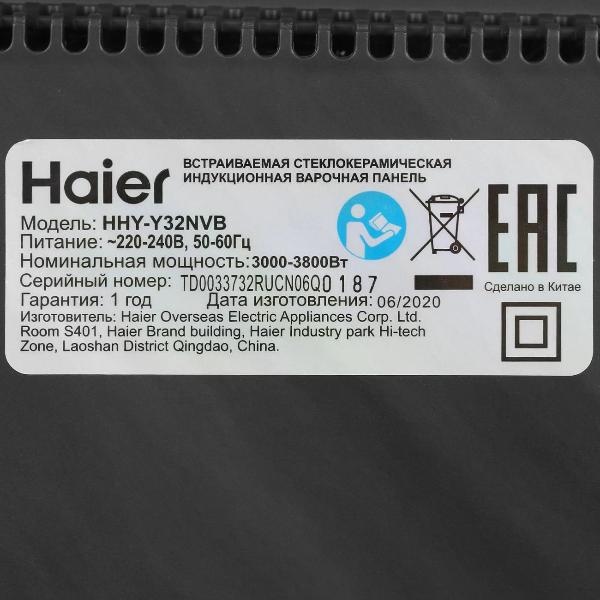 Haier
ВСТРАИВАЕМАЯ СТЕКЛОКЕРАМИЧЕСКАЯ
ИНДУКЦИОННАЯ ВАРОЧНАЯ ПАНЕЛЬ
Модель: HHY-Y32NVB
Питание: ~220-240В, 50-60Гц
Номинальная мощность: 3000-3800Вт
Серийный номер: TD0033732RUCN06Q0187
Гарантия: 1 год Дата изготовления: 06/2020
Изготовитель: Haier Overseas Electric Appliances Corp. Ltd.
Room S401, Haier Brand building, Haier Industry park Hi-tech
Zone, Laoshan District Qingdao, China.
EAC
Сделано в Китае